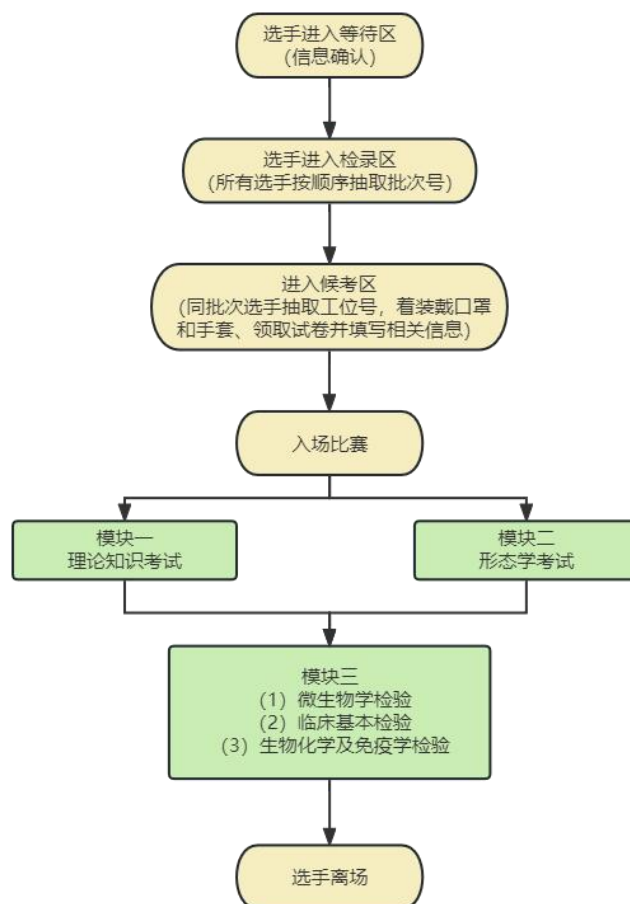 选手进入等待区
（信息确认）
选手进入检录区
（所有选手按顺序抽取批次号）
进入候考区
（同批次选手抽取工位号，着装戴口罩
和手套、领取试卷并填写相关信息）
入场比赛
模块一
理论知识考试
模块二
形态学考试
模块三
（1）微生物学检验
（2）临床基本检验
（3）生物化学及免疫学检验
选手离场